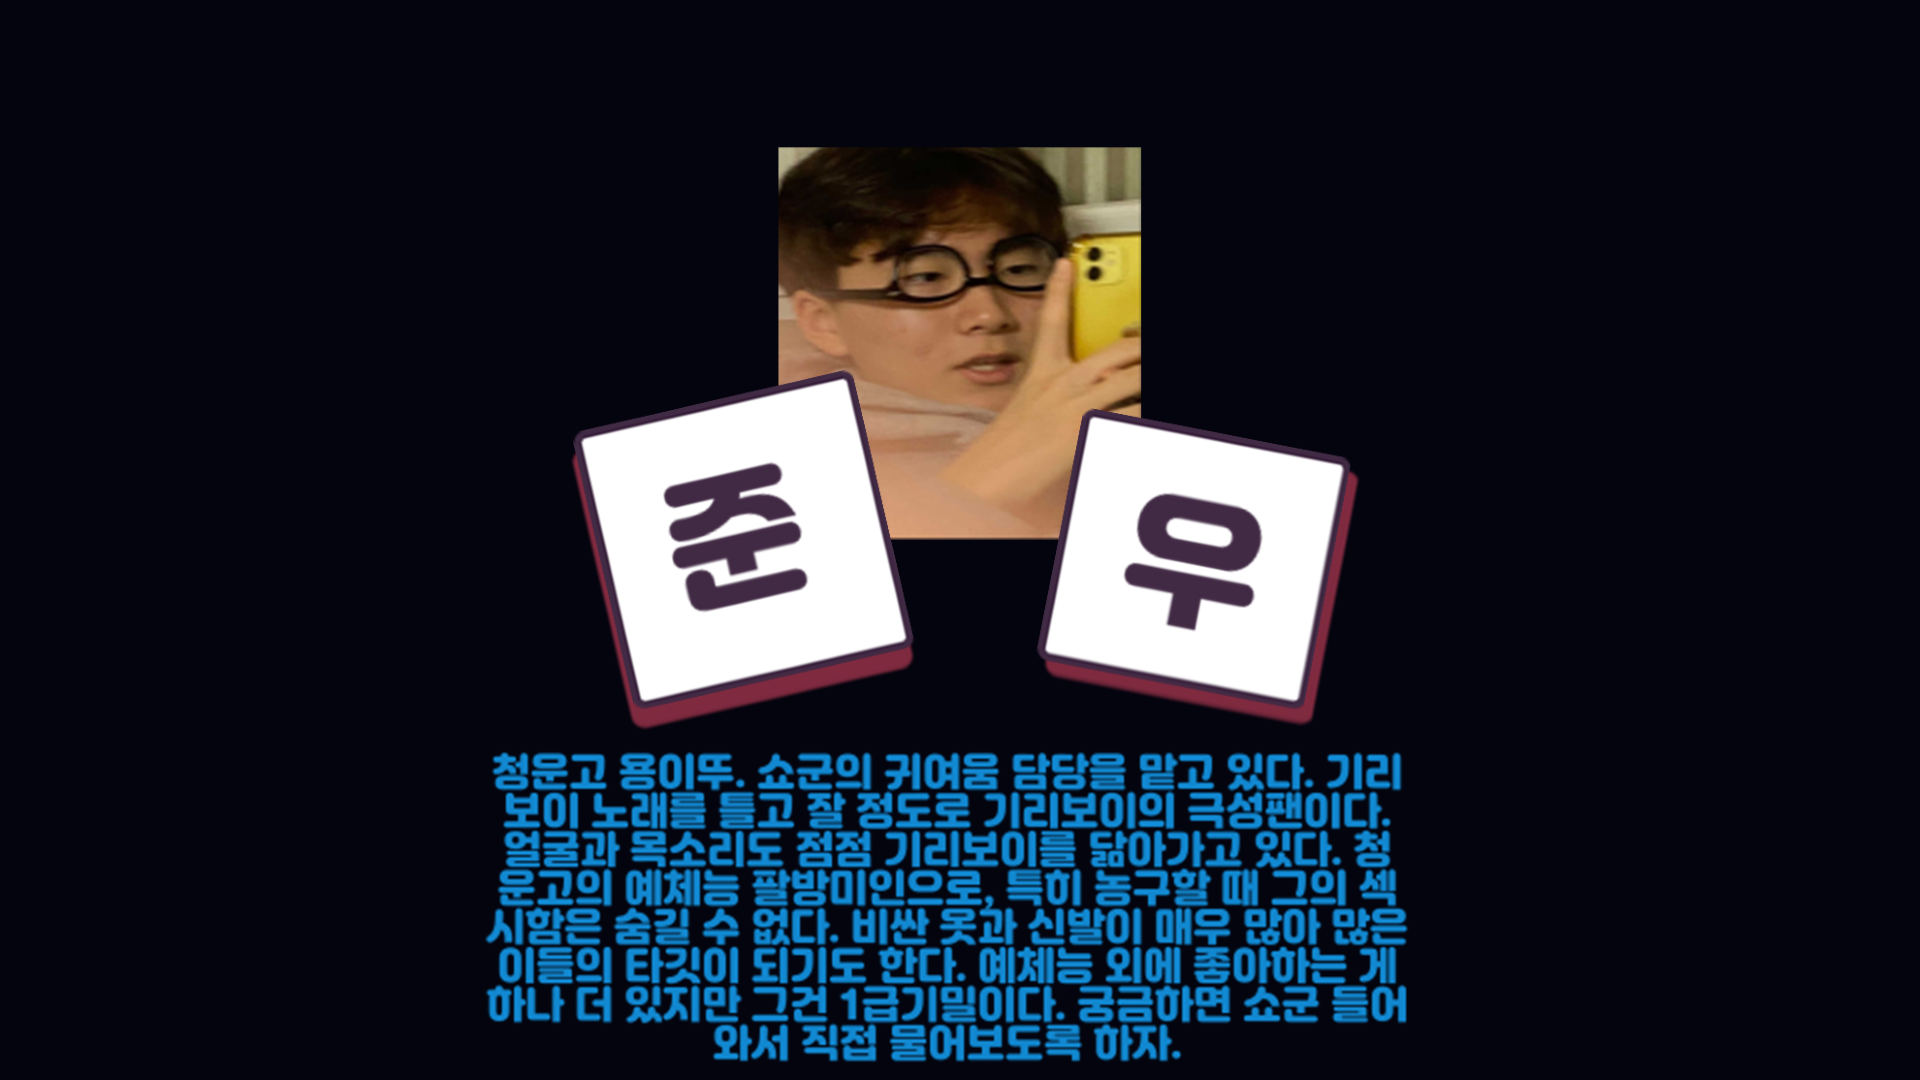 준
우
청운고 용이뚜. 쇼군의 귀여움 담당을 맡고 있다. 기리
보이 노래를 틀고 잘 정도로 기리보이의 극성팬이다.
얼굴과 목소리도 점점 기리보이를 닮아가고 있다. 청
운고의 예체능 팔방미인으로, 특히 농구할 때 그의 섹
시함은 숨길 수 없다. 비싼 옷과 신발이 매우 많아 많은
이들의 타깃이 되기도 한다. 예체능 외에 좋아하는 게
하나 더 있지만 그건 1급기밀이다. 궁금하면 쇼군 들어
와서 직접 물어보도록 하자.